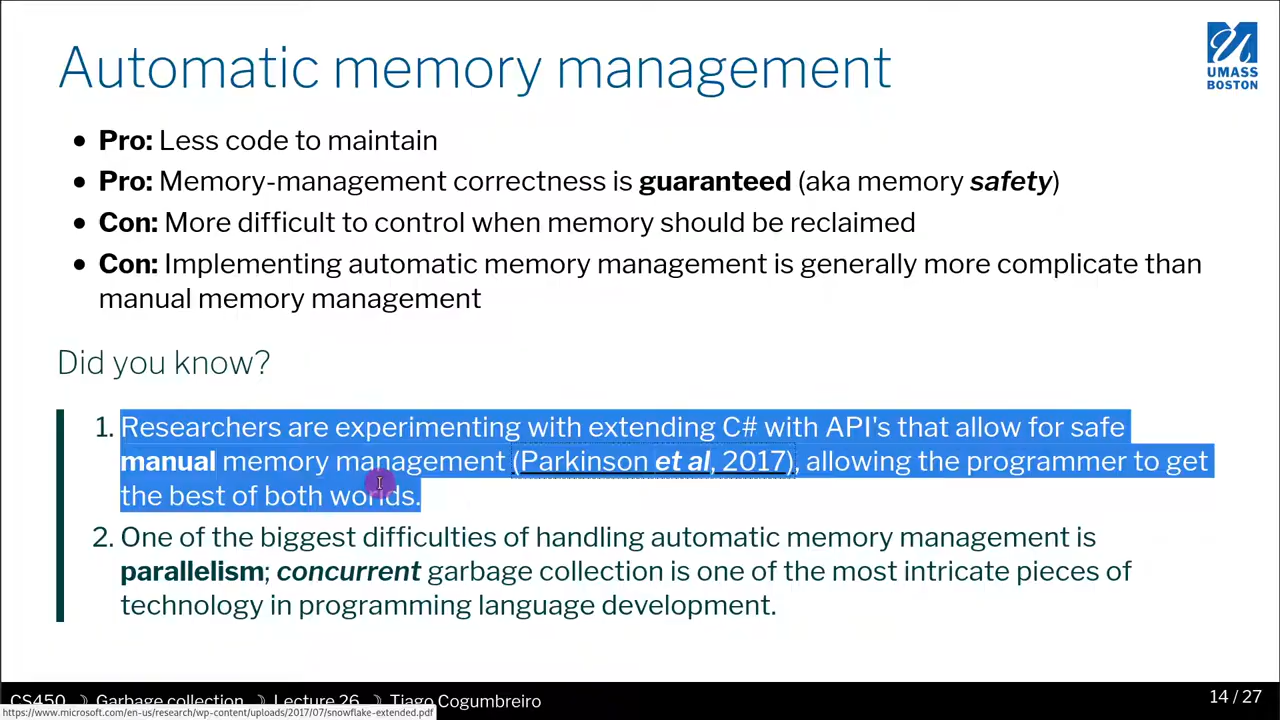 Automatic memory management
UMASS
BOSTON
Pro: Less code to maintain
Pro: Memory-management correctness is guaranteed (aka memory safety)
Con: More difficult to control when memory should be reclaimed
Con: Implementing automatic memory management is generally more complicate than
manual memory management
Did you know?
1. Researchers are experimenting with extending C# with API's that allow for safe
manual memory management (Parkinson et al, 2017), allowing the programmer to get
the best of both worlds.
2. One of the biggest difficulties of handling automatic memory management is
parallelism; concurrent garbage collection is one of the most intricate pieces of
technology in programming language development.
CS450 ☽ Garbage collection ☽ Lecture 26 ☽ Tiago Cogumbreiro
14 / 27
https://www.microsoft.com/en-us/research/wp-content/uploads/2017/07/snowflake-extended.pdf